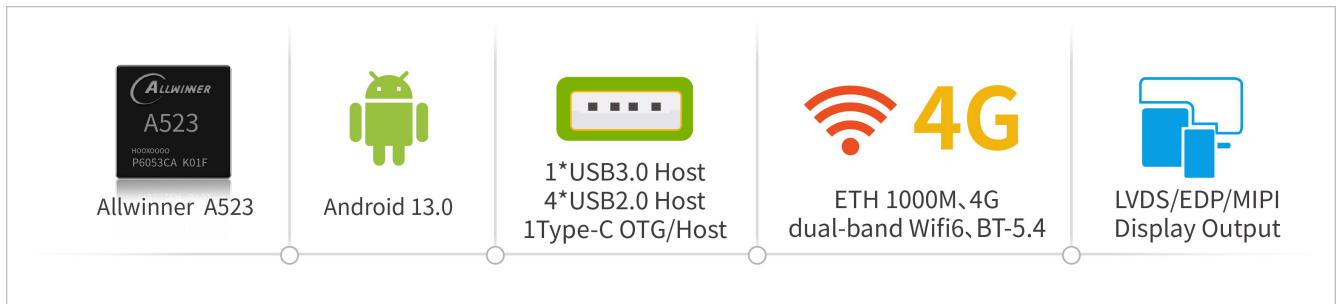 ALLWINNER
A523
H00X0000
P6053CA K01F
Allwinner A523
Android 13.0
1*USB3.0 Host
4*USB2.0 Host
1Type-C OTG/Host
4G
ETH 1000M、4G
dual-band Wifi6、BT-5.4
LVDS/EDP/MIPI
Display Output